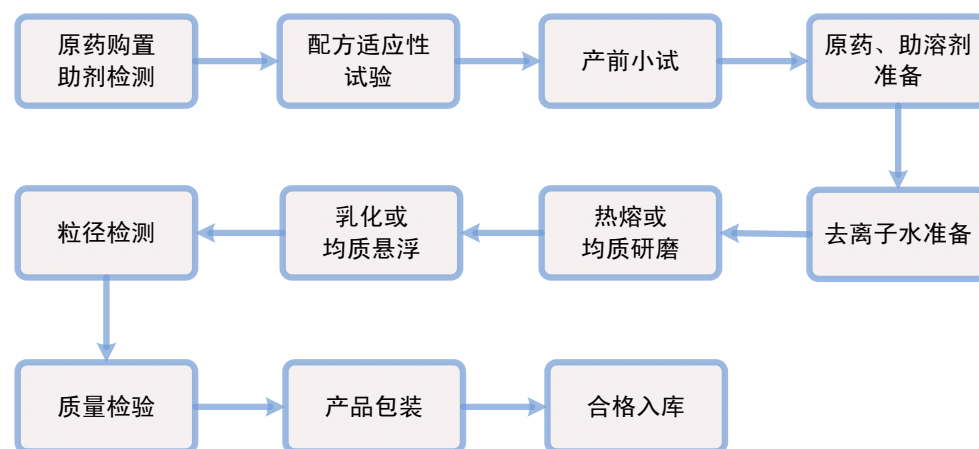 原药购置
助剂检测
配方适应性
试验
产前小试
原药、助溶剂
准备
去离子水准备
热熔或
均质研磨
乳化或
均质悬浮
粒径检测
质量检验
产品包装
合格入库